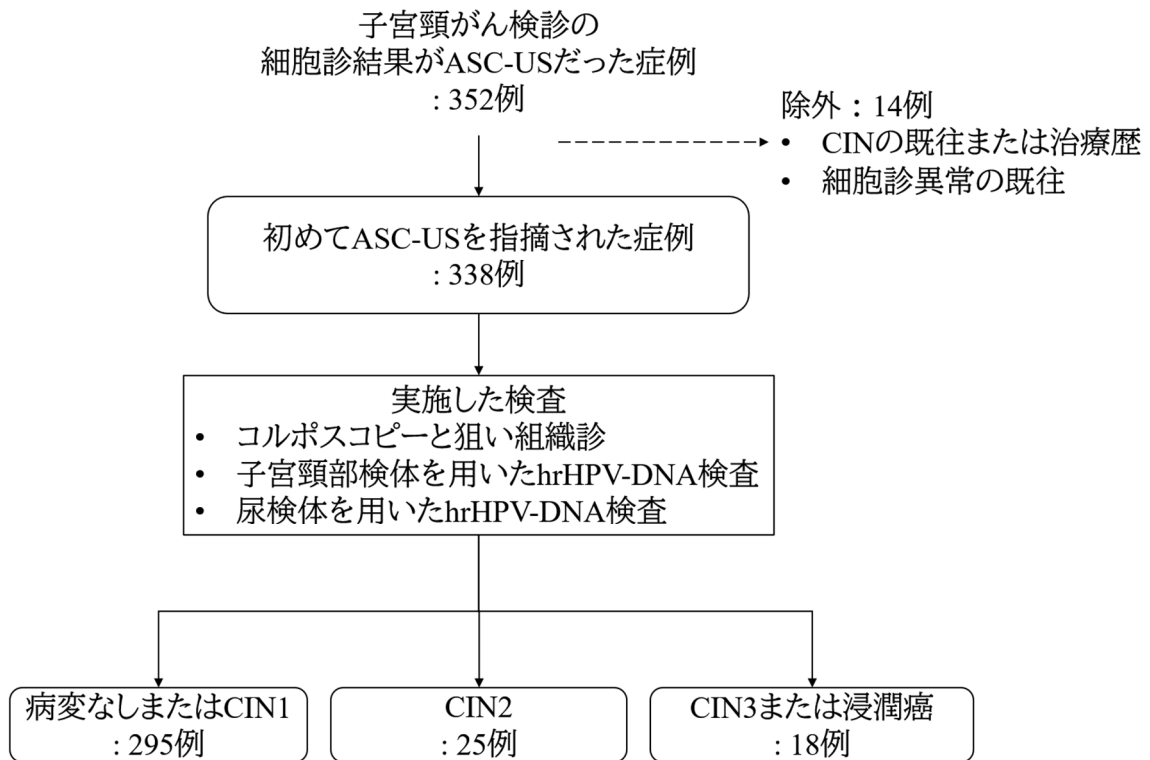 子宮頸がん検診の
細胞診結果がASC-USだった症例
: 352例
除外：14例
• CINの既往または治療歴
• 細胞診異常の既往
初めてASC-USを指摘された症例
: 338例
実施した検査
• コルポスコピーと狙い組織診
• 子宮頸部検体を用いたhrHPV-DNA検査
• 尿検体を用いたhrHPV-DNA検査
病変なしまたはCIN1
: 295例
CIN2
: 25例
CIN3または浸潤癌
: 18例